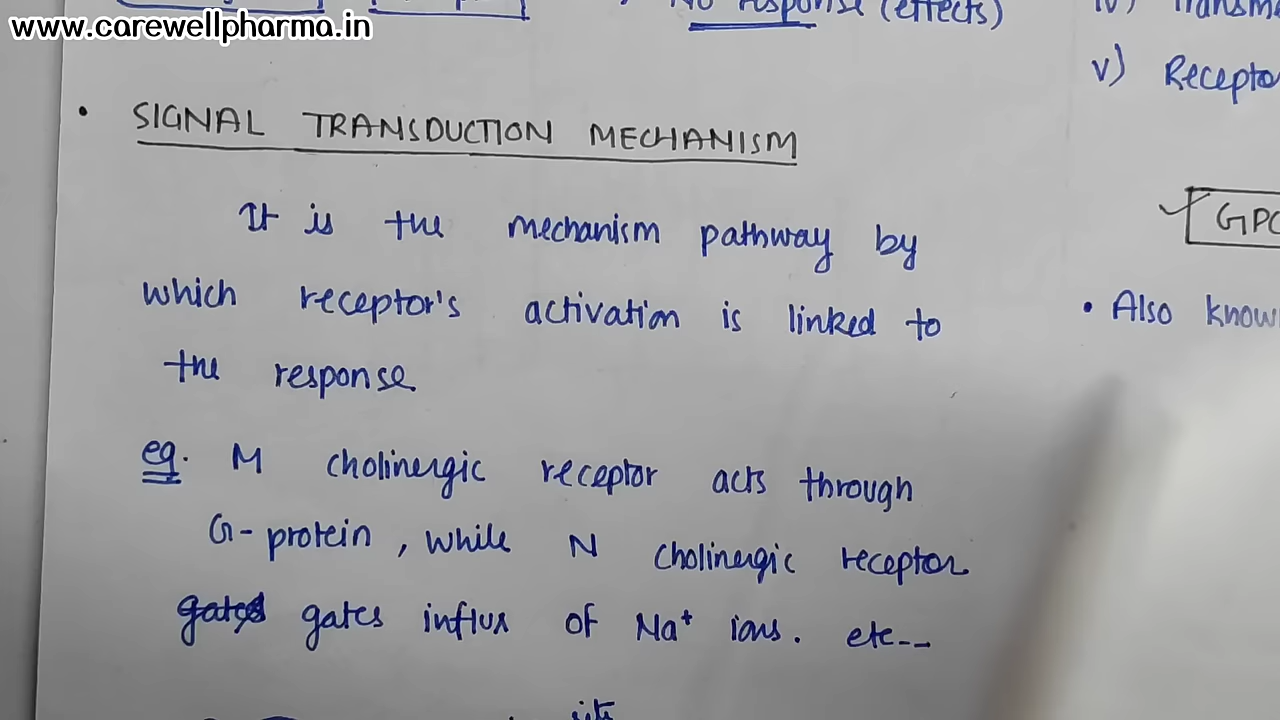 www.carewellpharma.in
No response (effects)
• SIGNAL TRANSDUCTION MECHANISM
It is the mechanism pathway by
which receptor's activation is linked to
the response.
eg. M cholinergic receptor acts through
G-protein, while N cholinergic receptor
gates gates influx of Na⁺ ions. etc--
site
v) Recepto
GPC
• Also know